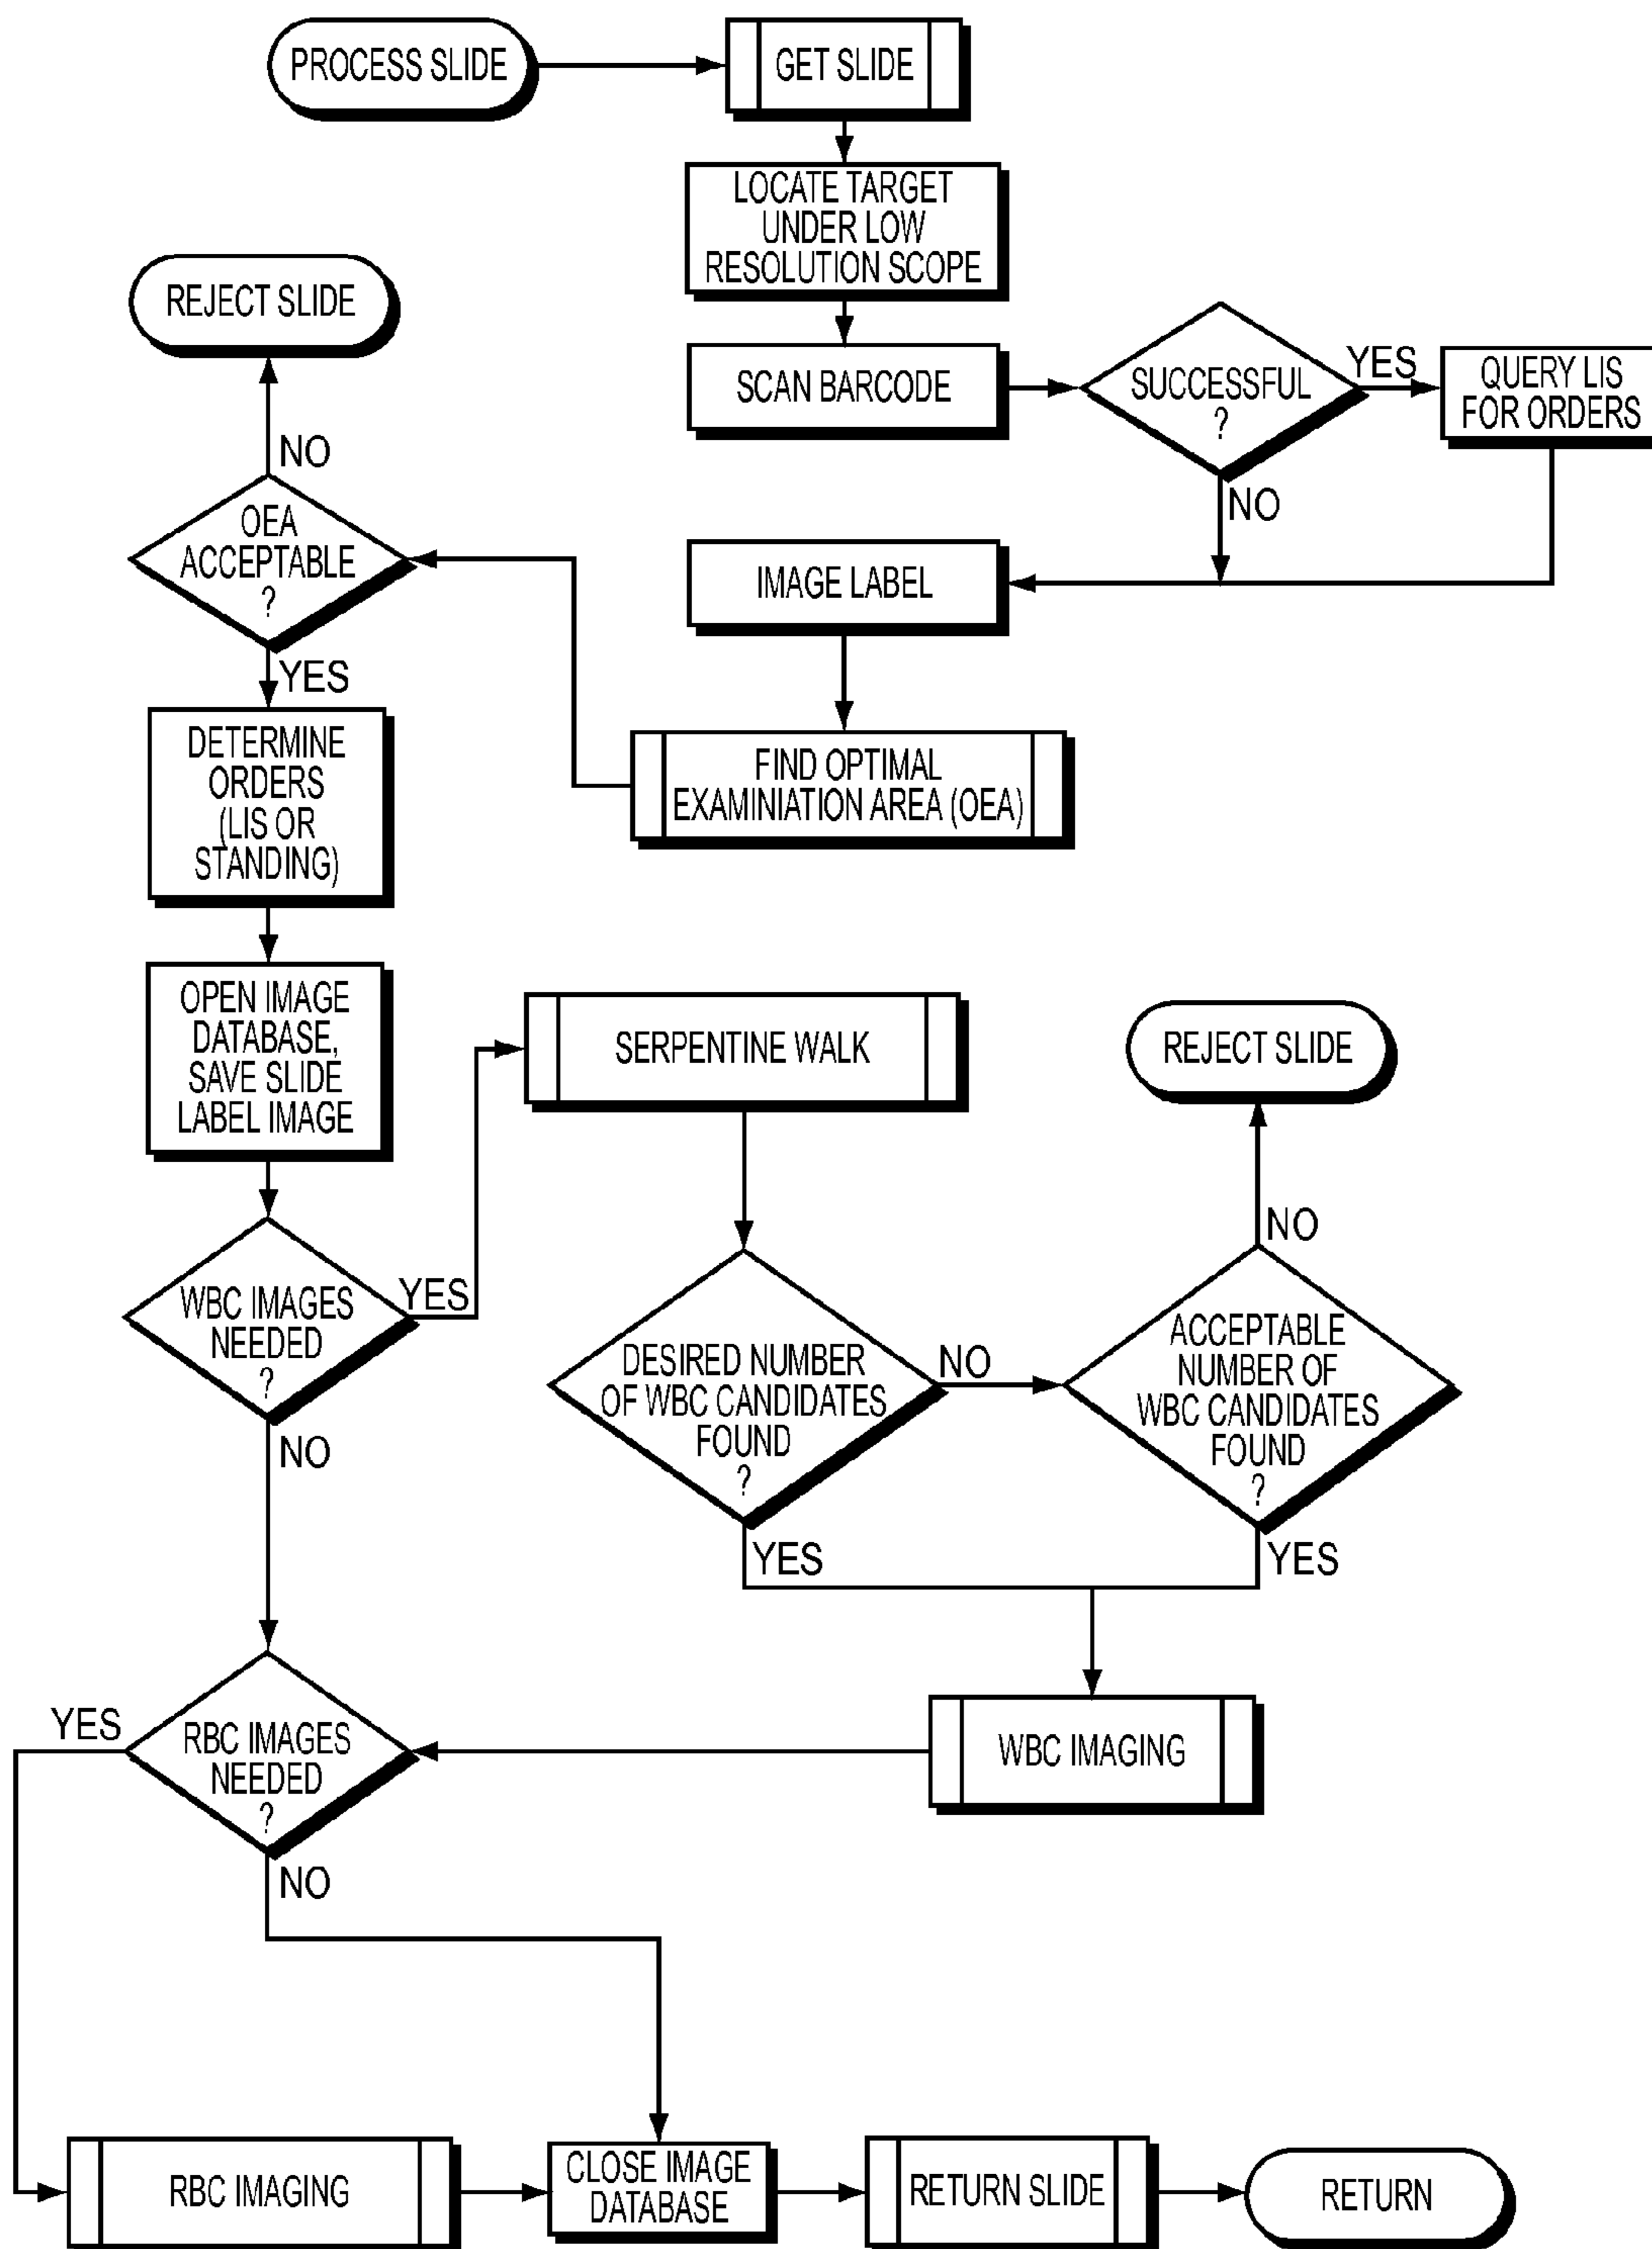 PROCESS SLIDE
GET SLIDE
LOCATE TARGET
UNDER LOW
RESOLUTION SCOPE
REJECT SLIDE
SCAN BARCODE
SUCCESSFUL
?
YES
QUERY LIS
FOR ORDERS
NO
NO
OEA
ACCEPTABLE
?
IMAGE LABEL
YES
DETERMINE
ORDERS
(LIS OR
STANDING)
FIND OPTIMAL
EXAMINIATION AREA (OEA)
OPEN IMAGE
DATABASE,
SAVE SLIDE
LABEL IMAGE
SERPENTINE WALK
REJECT SLIDE
NO
WBC IMAGES
NEEDED
?
YES
DESIRED NUMBER
OF WBC CANDIDATES
FOUND
?
NO
ACCEPTABLE
NUMBER OF
WBC CANDIDATES
FOUND
?
NO
YES
YES
YES
RBC IMAGES
NEEDED
?
WBC IMAGING
NO
RBC IMAGING
CLOSE IMAGE
DATABASE
RETURN SLIDE
RETURN